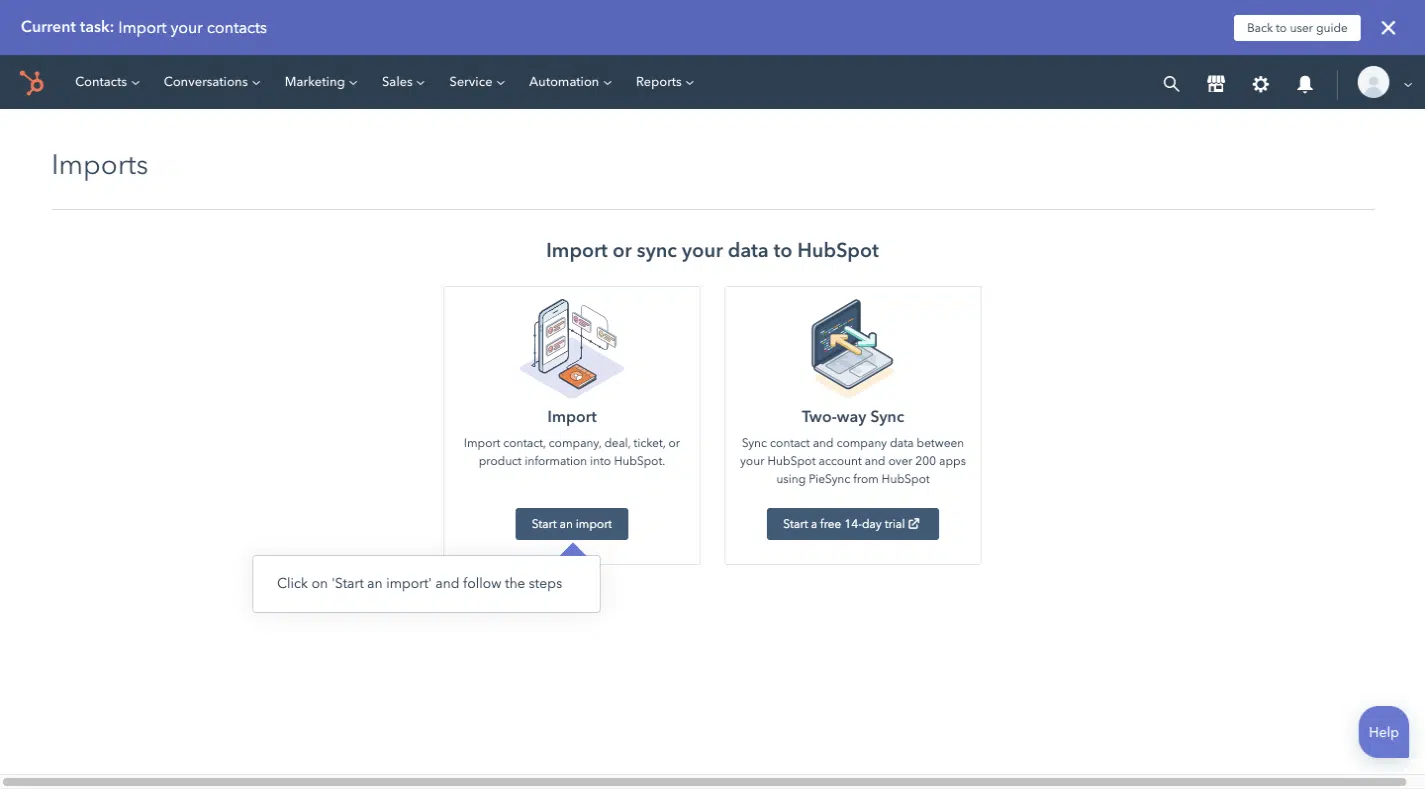 Current task: Import your contacts
Back to user guide
Contacts Conversations Marketing Sales Service Automation Reports
Imports
Import or sync your data to HubSpot
Import
Import contact, company, deal, ticket, or
product information into HubSpot.
Start an import
Two-way Sync
Sync contact and company data between
your HubSpot account and over 200 apps
using PieSync from HubSpot
Start a free 14-day trial
Click on 'Start an import' and follow the steps
Help